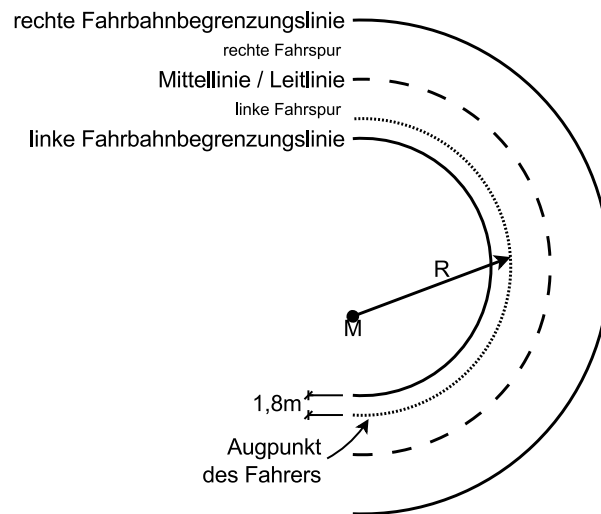 rechte Fahrbahnbegrenzungslinie
rechte Fahrspur
Mittellinie / Leitlinie
linke Fahrspur
linke Fahrbahnbegrenzungslinie
R
M
1,8m
Augpunkt
des Fahrers